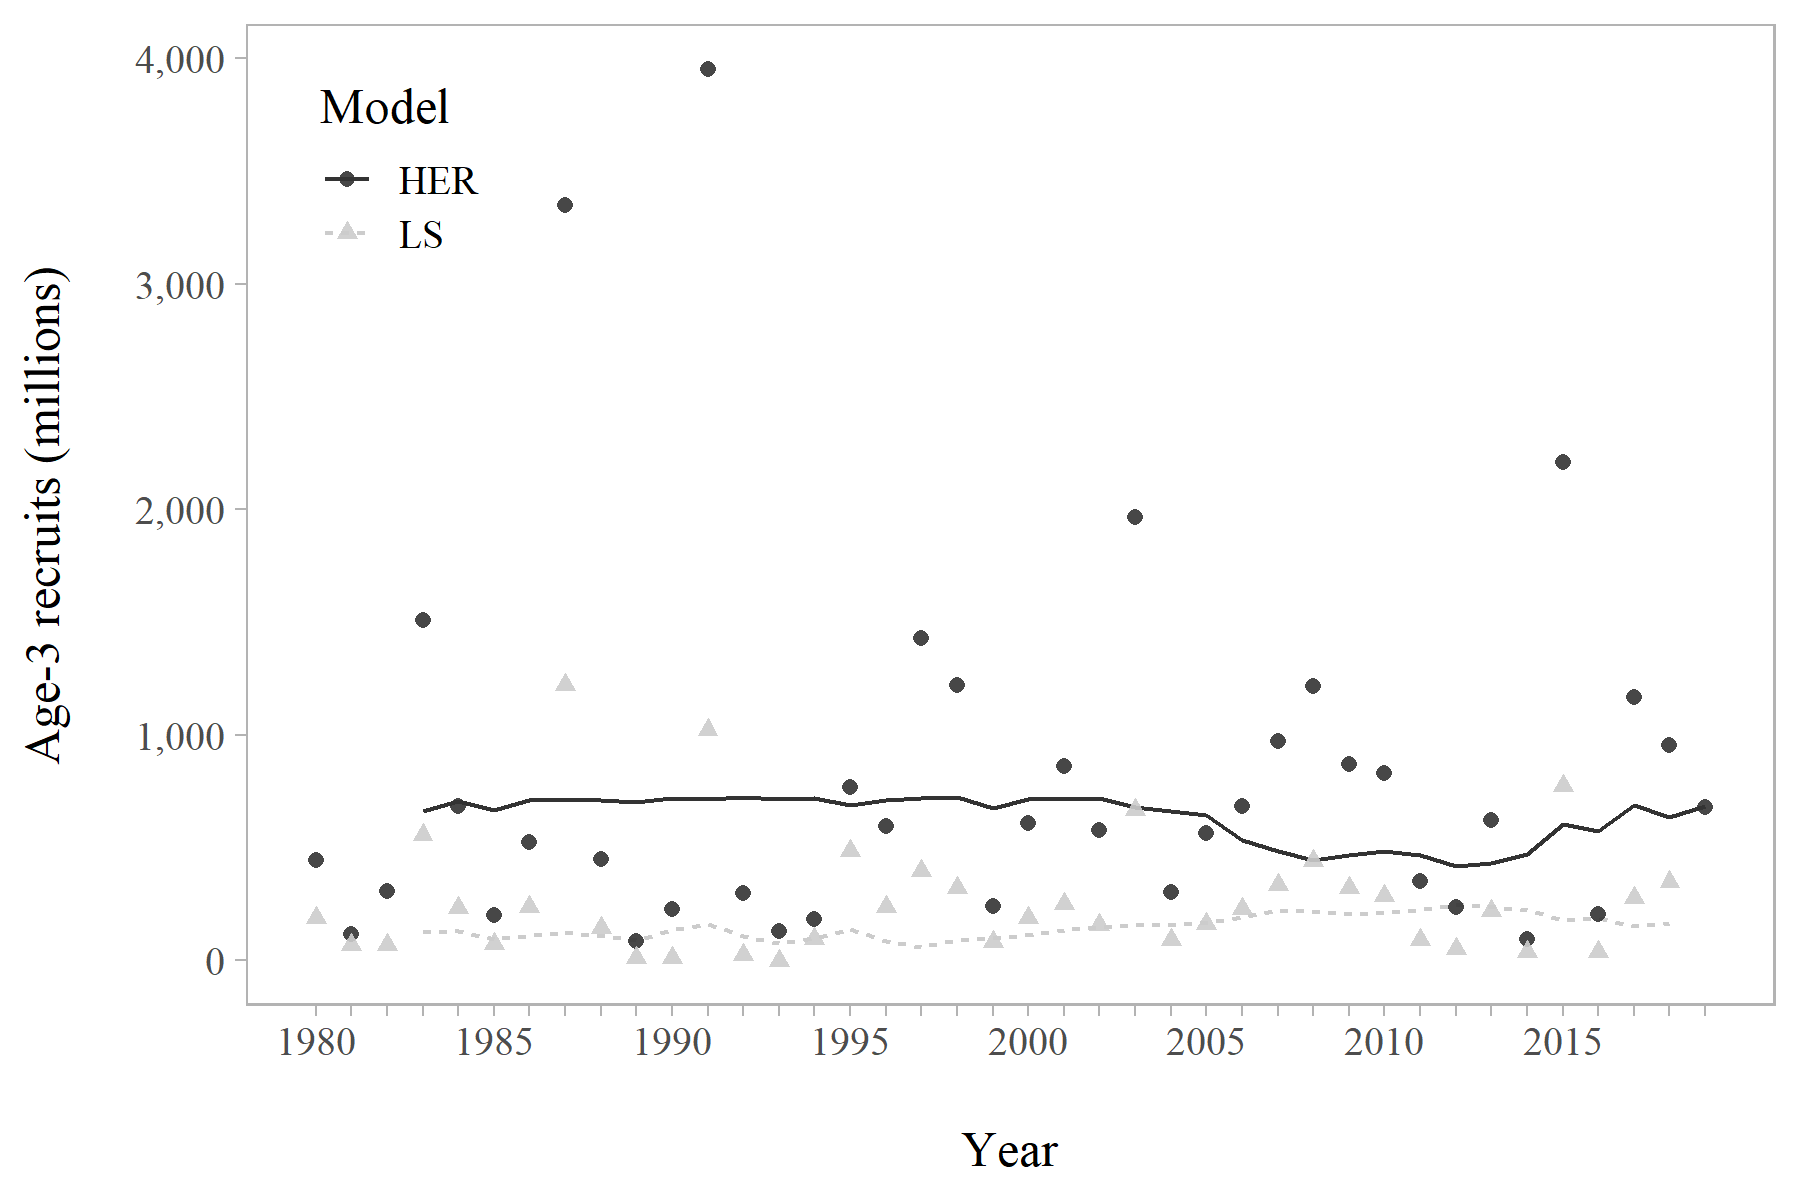 4,000
3,000
2,000
1,000
0
Age-3 recruits (millions)
Model
HER
LS
1980 1985 1990 1995 2000 2005 2010 2015
Year